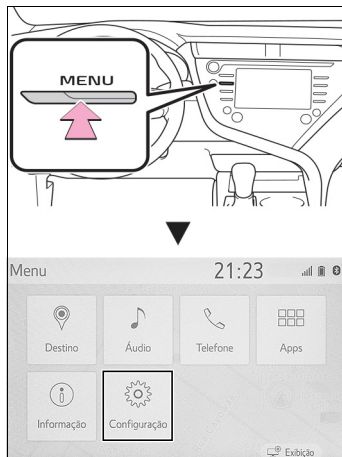 MENU
Menu 21:23
Destino Áudio Telefone Apps
Informação Configuração
Exibição